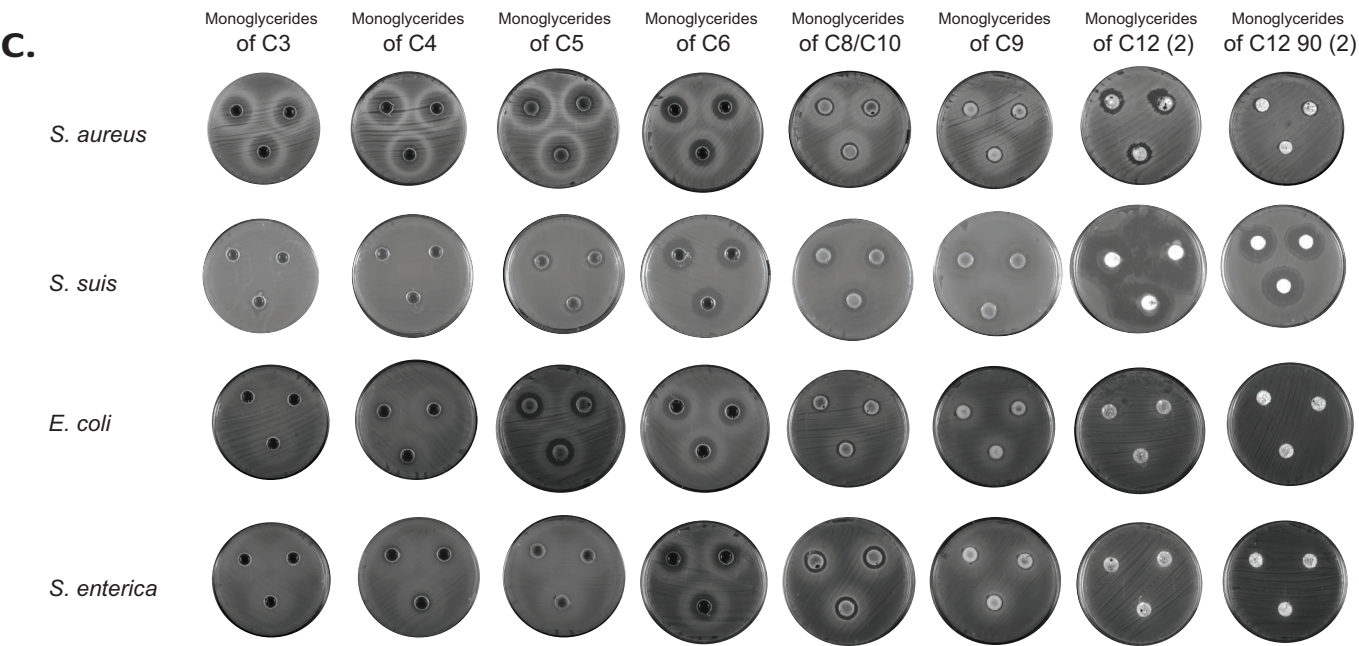 C.
Monoglycerides
of C3
Monoglycerides
of C4
Monoglycerides
of C5
Monoglycerides
of C6
Monoglycerides
of C8/C10
Monoglycerides
of C9
Monoglycerides
of C12 (2)
Monoglycerides
of C12 90 (2)
S. aureus
S. suis
E. coli
S. enterica